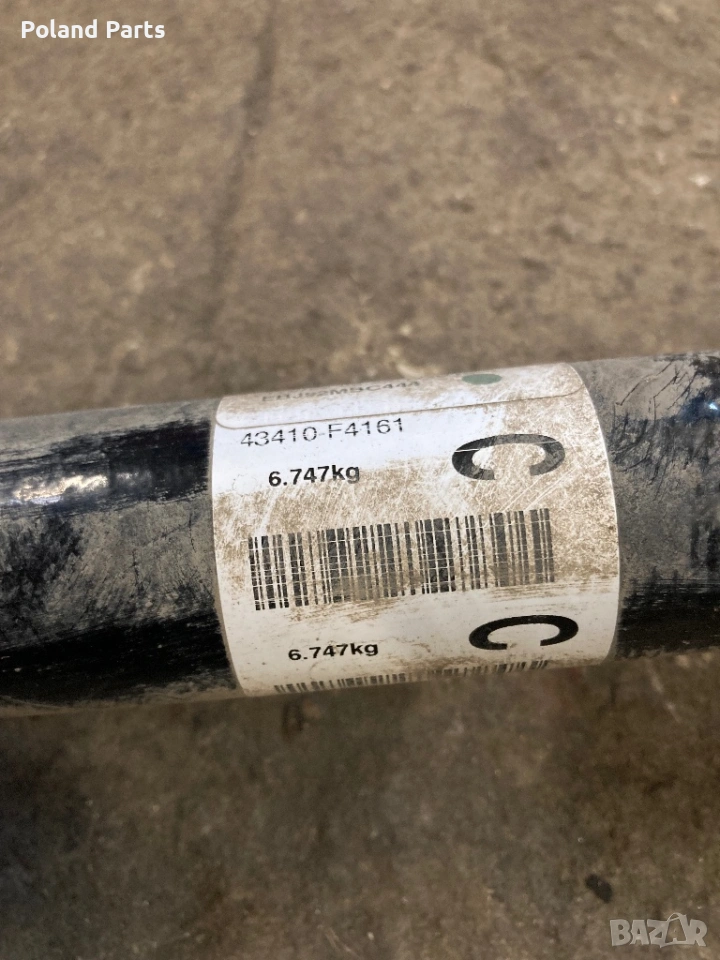 Poland Parts
43410-F4161
C
6.747kg
C
6.747kg
BAZAR